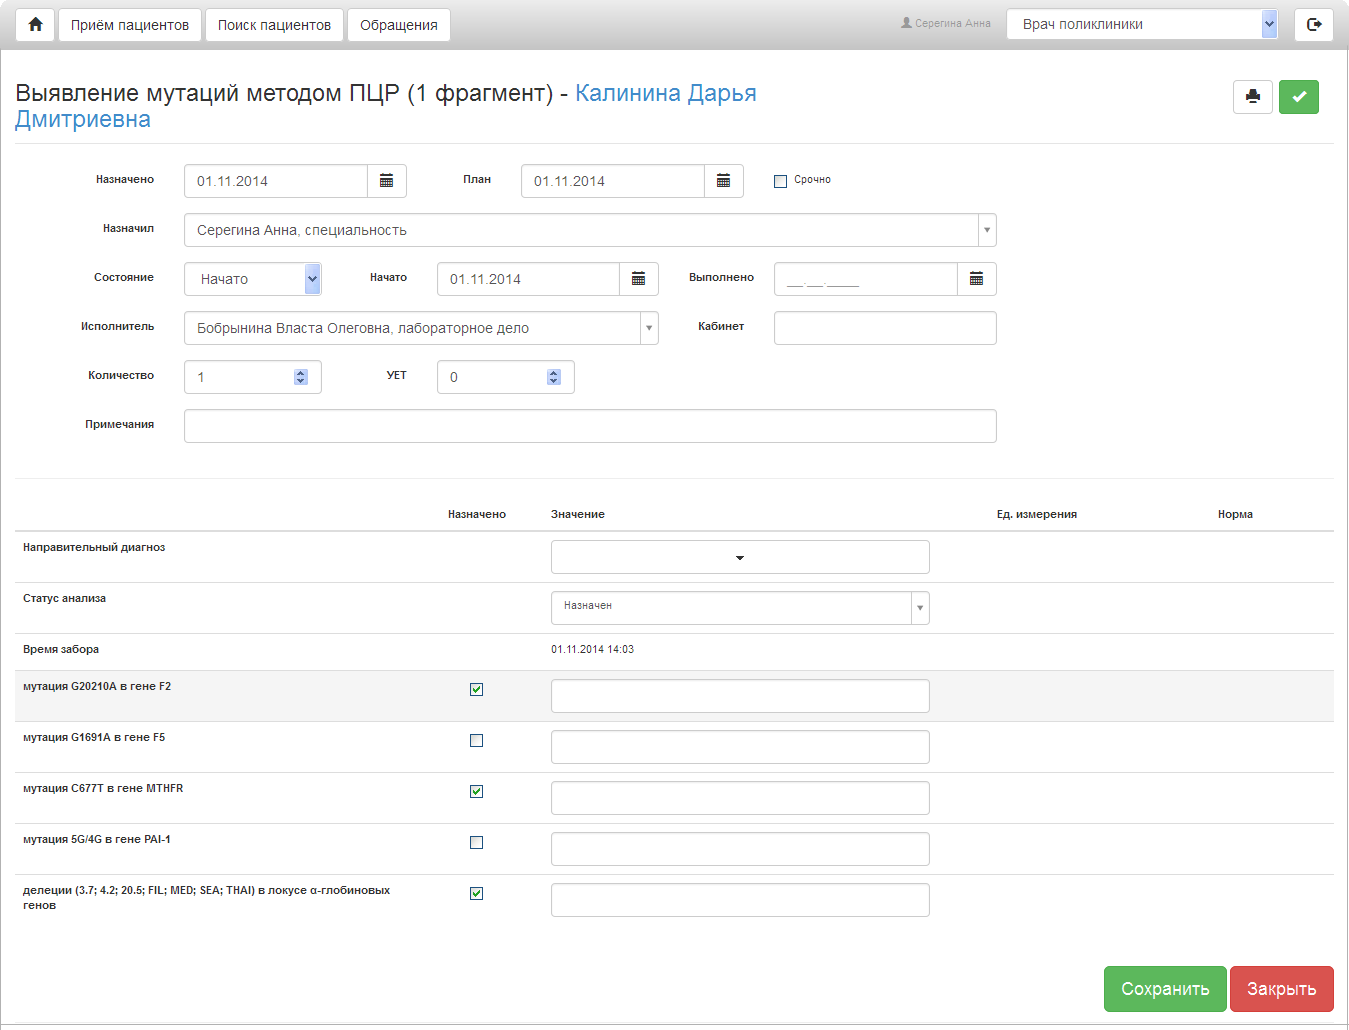 Приём пациентов Поиск пациентов Обращения Серегина Анна Врач поликлиники
Выявление мутаций методом ПЦР (1 фрагмент) - Калинина Дарья
Дмитриевна
Назначено 01.11.2014 План 01.11.2014 Срочно
Назначил Серегина Анна, специальность
Состояние Начато Начато 01.11.2014 Выполнено __.__.____
Исполнитель Бобрынина Власта Олеговна, лабораторное дело Кабинет
Количество 1 УЕТ 0
Примечания
Назначено Значение Ед. измерения Норма
Направительный диагноз
Статус анализа Назначен
Время забора 01.11.2014 14:03
мутация G20210A в гене F2
мутация G1691A в гене F5
мутация C677T в гене MTHFR
мутация 5G/4G в гене PAI-1
делеции (3.7; 4.2; 20.5; FIL; MED; SEA; THAI) в локусе α-глобиновых
генов
Сохранить Закрыть